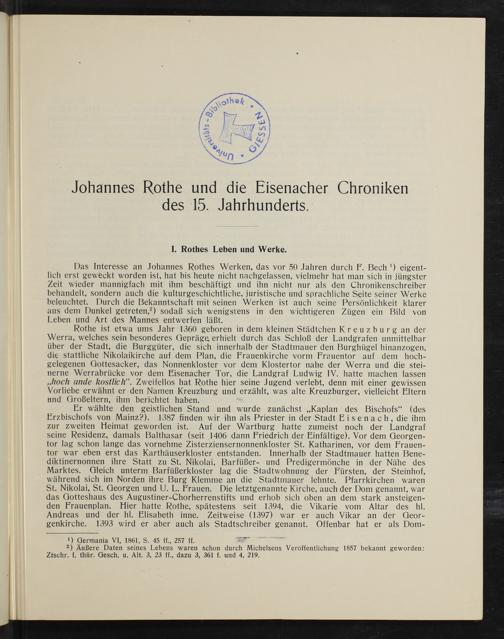 Universitäts-Bibliothek
GIESSEN
Johannes Rothe und die Eisenacher Chroniken
des 15. Jahrhunderts.
I. Rothes Leben und Werke.
Das Interesse an Johannes Rothes Werken, das vor 50 Jahren durch F. Bech ¹) eigent-
lich erst geweckt worden ist, hat bis heute nicht nachgelassen, vielmehr hat man sich in jüngster
Zeit wieder mannigfach mit ihm beschäftigt und ihn nicht nur als den Chronikenschreiber
behandelt, sondern auch die kulturgeschichtliche, juristische und sprachliche Seite seiner Werke
beleuchtet. Durch die Bekanntschaft mit seinen Werken ist auch seine Persönlichkeit klarer
aus dem Dunkel getreten,²) sodaß sich wenigstens in den wichtigeren Zügen ein Bild von
Leben und Art des Mannes entwerfen läßt.
Rothe ist etwa ums Jahr 1360 geboren in dem kleinen Städtchen Kreuzburg an der
Werra, welches sein besonderes Gepräge erhielt durch das Schloß der Landgrafen unmittelbar
über der Stadt, die Burggüter, die sich innerhalb der Stadtmauer den Burghügel hinanzogen,
die stattliche Nikolaikirche auf dem Plan, die Frauenkirche vorm Frauentor auf dem hoch-
gelegenen Gottesacker, das Nonnenkloster vor dem Klostertor nahe der Werra und die stei-
nerne Werrabrücke vor dem Eisenacher Tor, die Landgraf Ludwig IV. hatte machen lassen
„hoch unde kostlich". Zweifellos hat Rothe hier seine Jugend verlebt, denn mit einer gewissen
Vorliebe erwähnt er den Namen Kreuzburg und erzählt, was alte Kreuzburger, vielleicht Eltern
und Großeltern, ihm berichtet haben.
Er wählte den geistlichen Stand und wurde zunächst „Kaplan des Bischofs" (des
Erzbischofs von Mainz?). 1387 finden wir ihn als Priester in der Stadt Eisenach, die ihm
zur zweiten Heimat geworden ist. Auf der Wartburg hatte zumeist noch der Landgraf
seine Residenz, damals Balthasar (seit 1406 dann Friedrich der Einfältige). Vor dem Georgen-
tor lag schon lange das vornehme Zisterziensernonnenkloster St. Katharinen, vor dem Frauen-
tor war eben erst das Karthäuserkloster entstanden. Innerhalb der Stadtmauer hatten Bene-
diktinernonnen ihre Statt zu St. Nikolai, Barfüßer- und Predigermönche in der Nähe des
Marktes. Gleich unterm Barfüßerkloster lag die Stadtwohnung der Fürsten, der Steinhof,
während sich im Norden ihre Burg Klemme an die Stadtmauer lehnte. Pfarrkirchen waren
St. Nikolai, St. Georgen und U. L. Frauen. Die letztgenannte Kirche, auch der Dom genannt, war
das Gotteshaus des Augustiner-Chorherrenstifts und erhob sich oben an dem stark ansteigen-
den Frauenplan. Hier hatte Rothe, spätestens seit 1394, die Vikarie vom Altar des hl.
Andreas und der hl. Elisabeth inne. Zeitweise (1397) war er auch Vikar an der Geor-
genkirche. 1393 wird er aber auch als Stadtschreiber genannt. Offenbar hat er als Dom-
¹) Germania VI, 1861, S. 45 ff., 257 ff.
²) Äußere Daten seines Lebens waren schon durch Michelsens Veröffentlichung 1857 bekannt geworden:
Ztschr. f. thür. Gesch. u. Alt. 3, 23 ff., dazu 3, 361 f. und 4, 219.